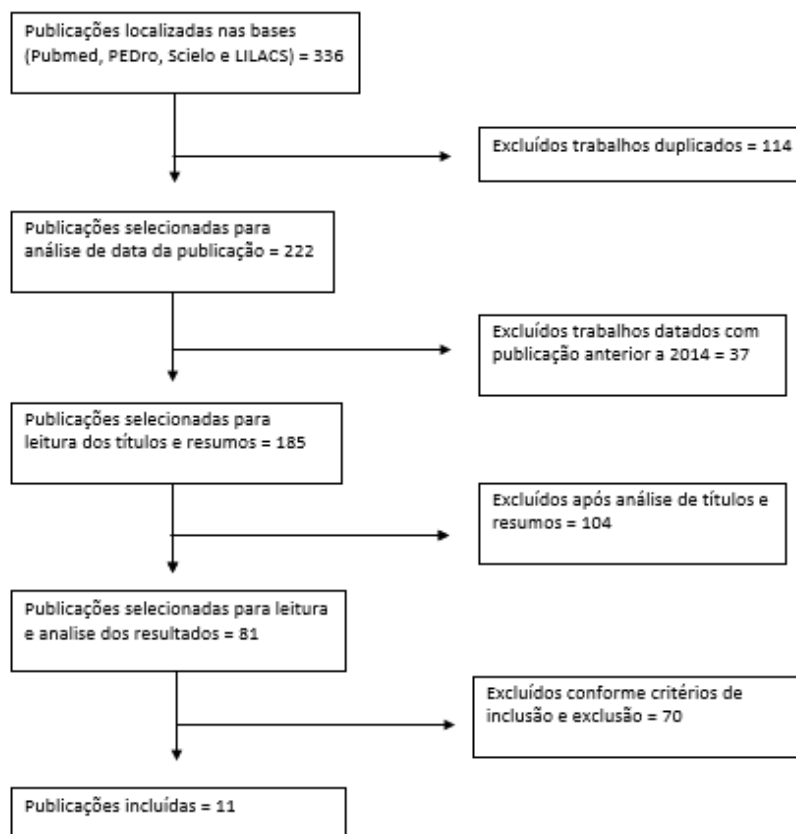 Publicações localizadas nas bases
(Pubmed, PEDro, Scielo e LILACS) = 336
Excluídos trabalhos duplicados = 114
Publicações selecionadas para
análise de data da publicação = 222
Excluídos trabalhos datados com
publicação anterior a 2014 = 37
Publicações selecionadas para
leitura dos títulos e resumos = 185
Excluídos após análise de títulos e
resumos = 104
Publicações selecionadas para leitura
e analise dos resultados = 81
Excluídos conforme critérios de
inclusão e exclusão = 70
Publicações incluídas = 11